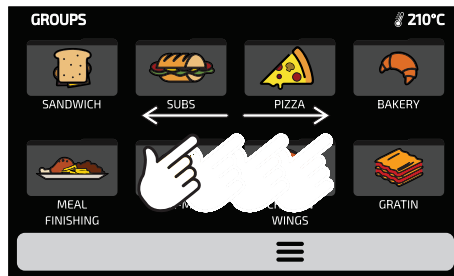 GROUPS 210°C
SANDWICH SUBS PIZZA BAKERY
MEAL
FINISHING
WINGS
GRATIN